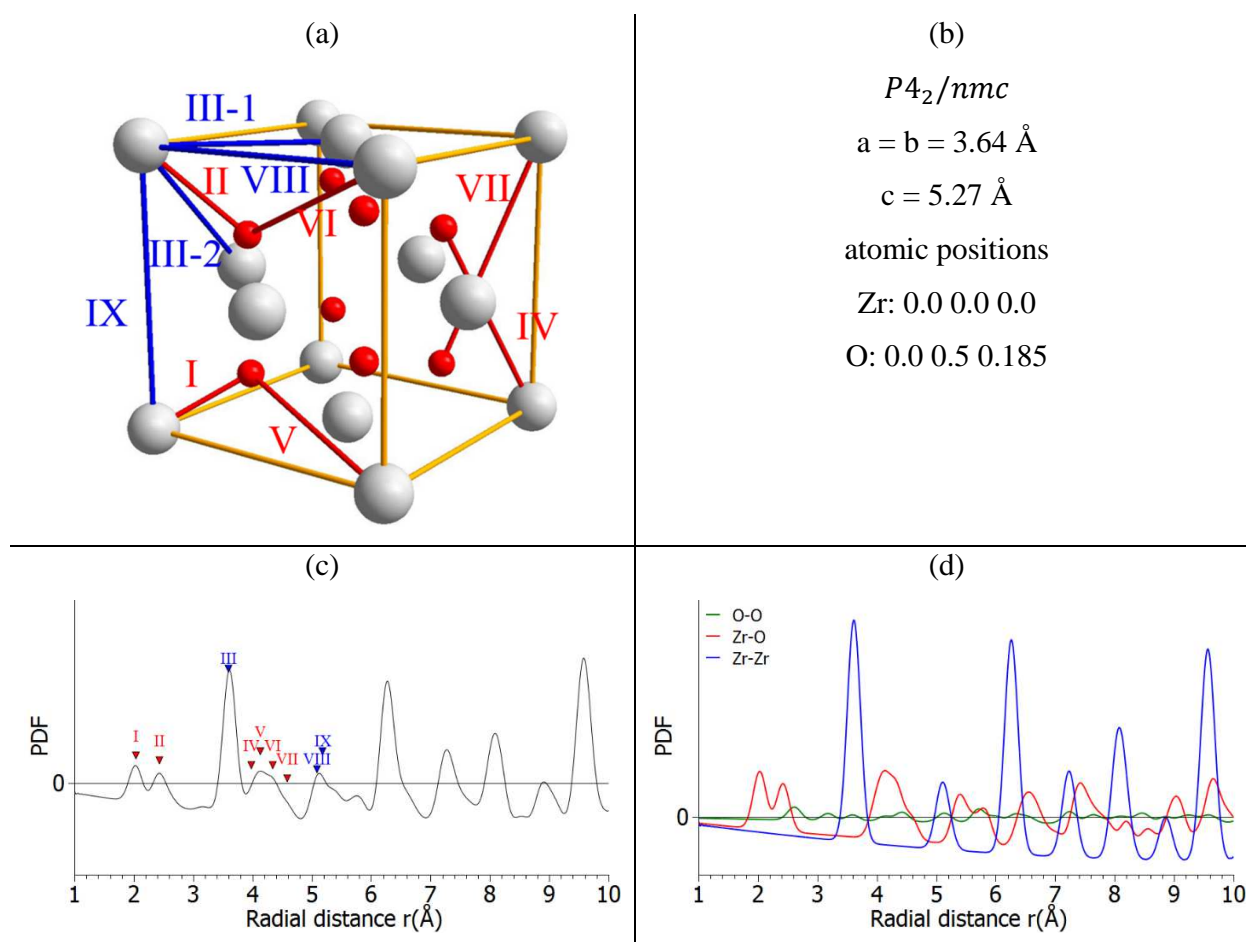 (a)
III-1
II
VIII
VII
VI
III-2
IX
IV
I
V
(b)
P4₂/nmc
a = b = 3.64 Å
c = 5.27 Å
atomic positions
Zr: 0.0 0.0 0.0
O: 0.0 0.5 0.185
(c)
PDF
0
III
I
II
V
IV
VI
VII
IX
VIII
1 2 3 4 5 6 7 8 9 10
Radial distance r(Å)
(d)
O-O
Zr-O
Zr-Zr
PDF
0
1 2 3 4 5 6 7 8 9 10
Radial distance r(Å)